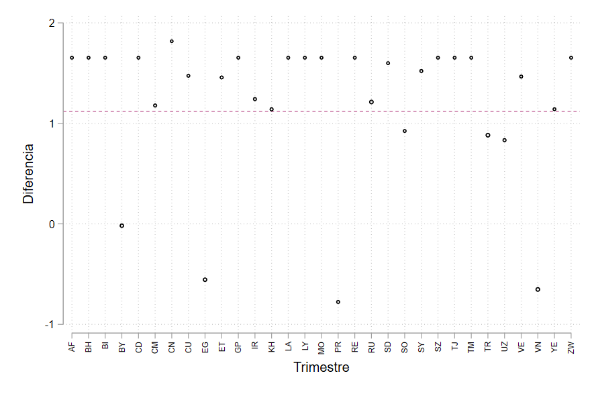 2
1
0
-1
Diferencia
AF BH BI BY CD CM CN CU EG ET GP IR KH LA LY MO PR RE RU SD SO SY SZ TJ TM TR UZ VE VN YE ZW
Trimestre